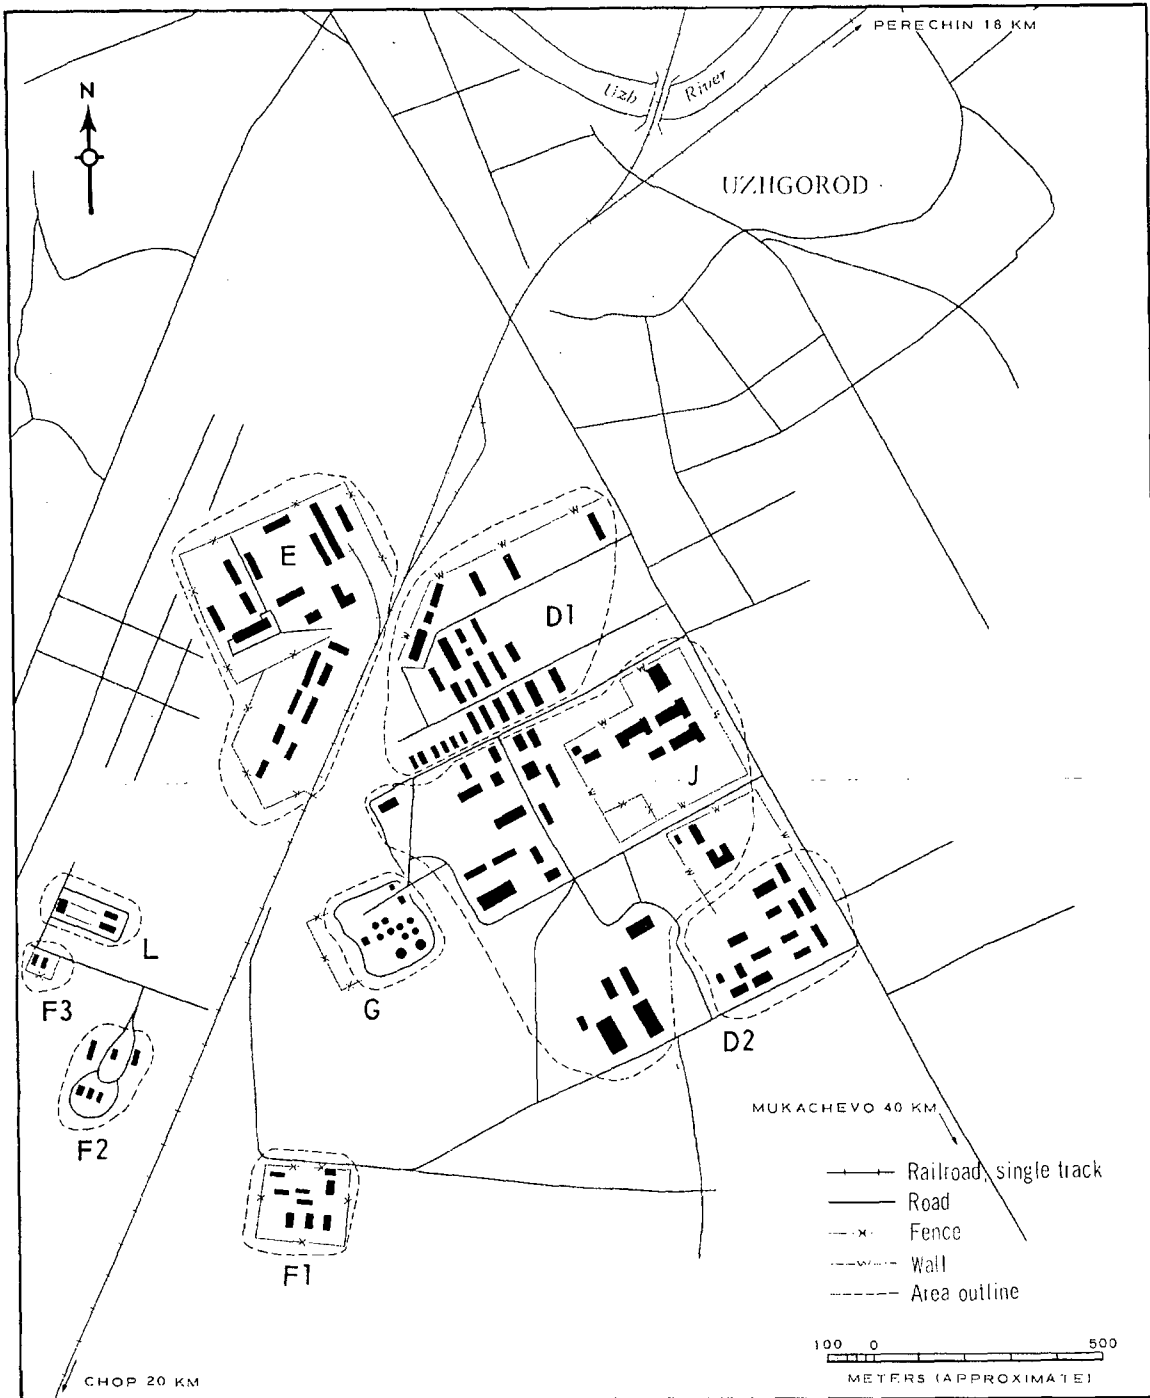 PERECHIN 18 KM
Uzh River
N
UZHGOROD
E
D1
J
L
F3
G
D2
F2
MUKACHEVO 40 KM
F1
Railroad, single track
Road
Fence
Wall
Area outline
100 0 500
METERS (APPROXIMATE)
CHOP 20 KM